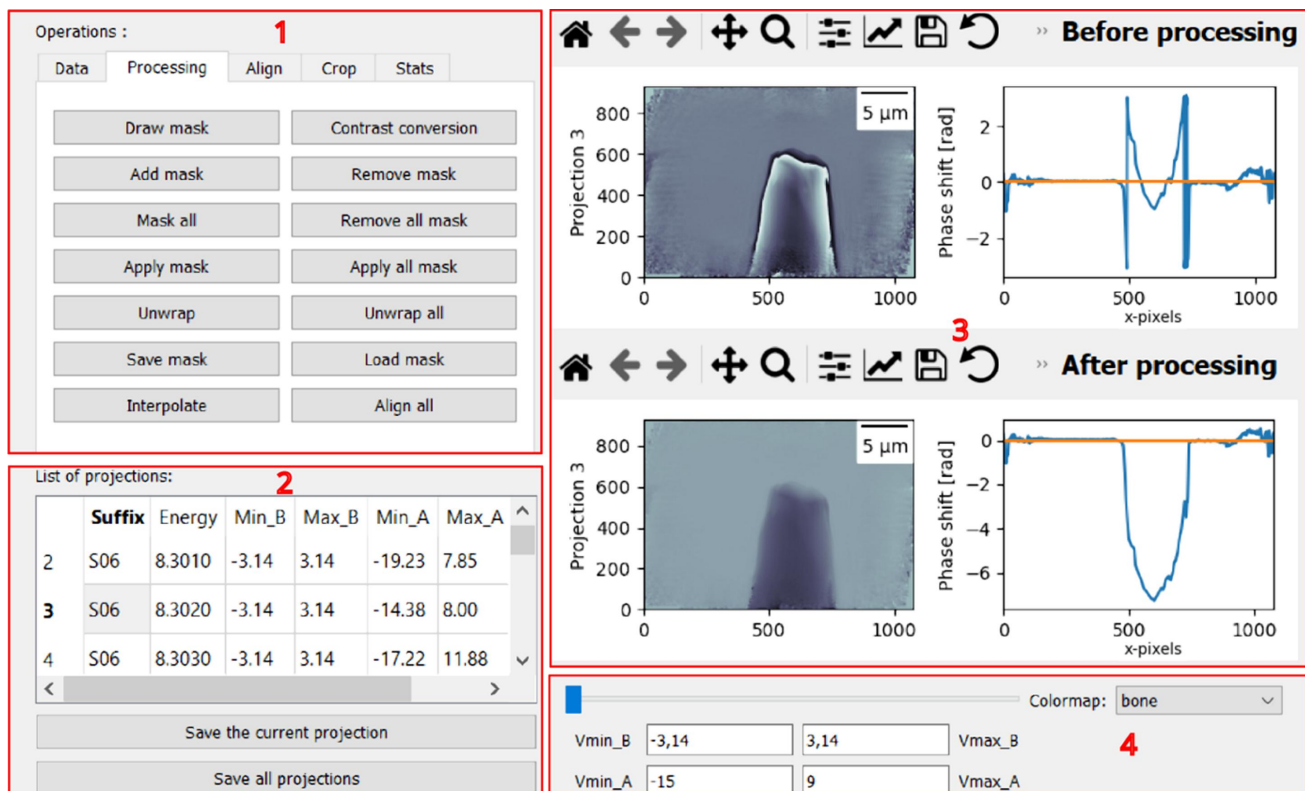 Operations :
1
Data Processing Align Crop Stats
Draw mask Contrast conversion
Add mask Remove mask
Mask all Remove all mask
Apply mask Apply all mask
Unwrap Unwrap all
Save mask Load mask
Interpolate Align all
List of projections:
2
Suffix Energy Min_B Max_B Min_A Max_A
2 S06 8.3010 -3.14 3.14 -19.23 7.85
3 S06 8.3020 -3.14 3.14 -14.38 8.00
4 S06 8.3030 -3.14 3.14 -17.22 11.88
Save the current projection
Save all projections
» Before processing
Projection 3
800
600
400
200
0
0 500 1000
5 µm
Phase shift [rad]
2
0
−2
0 500 1000
x-pixels
3
» After processing
Projection 3
800
600
400
200
0
0 500 1000
5 µm
Phase shift [rad]
0
−2
−4
−6
0 500 1000
x-pixels
Colormap: bone
Vmin_B -3,14 3,14 Vmax_B
4
Vmin_A -15 9 Vmax_A